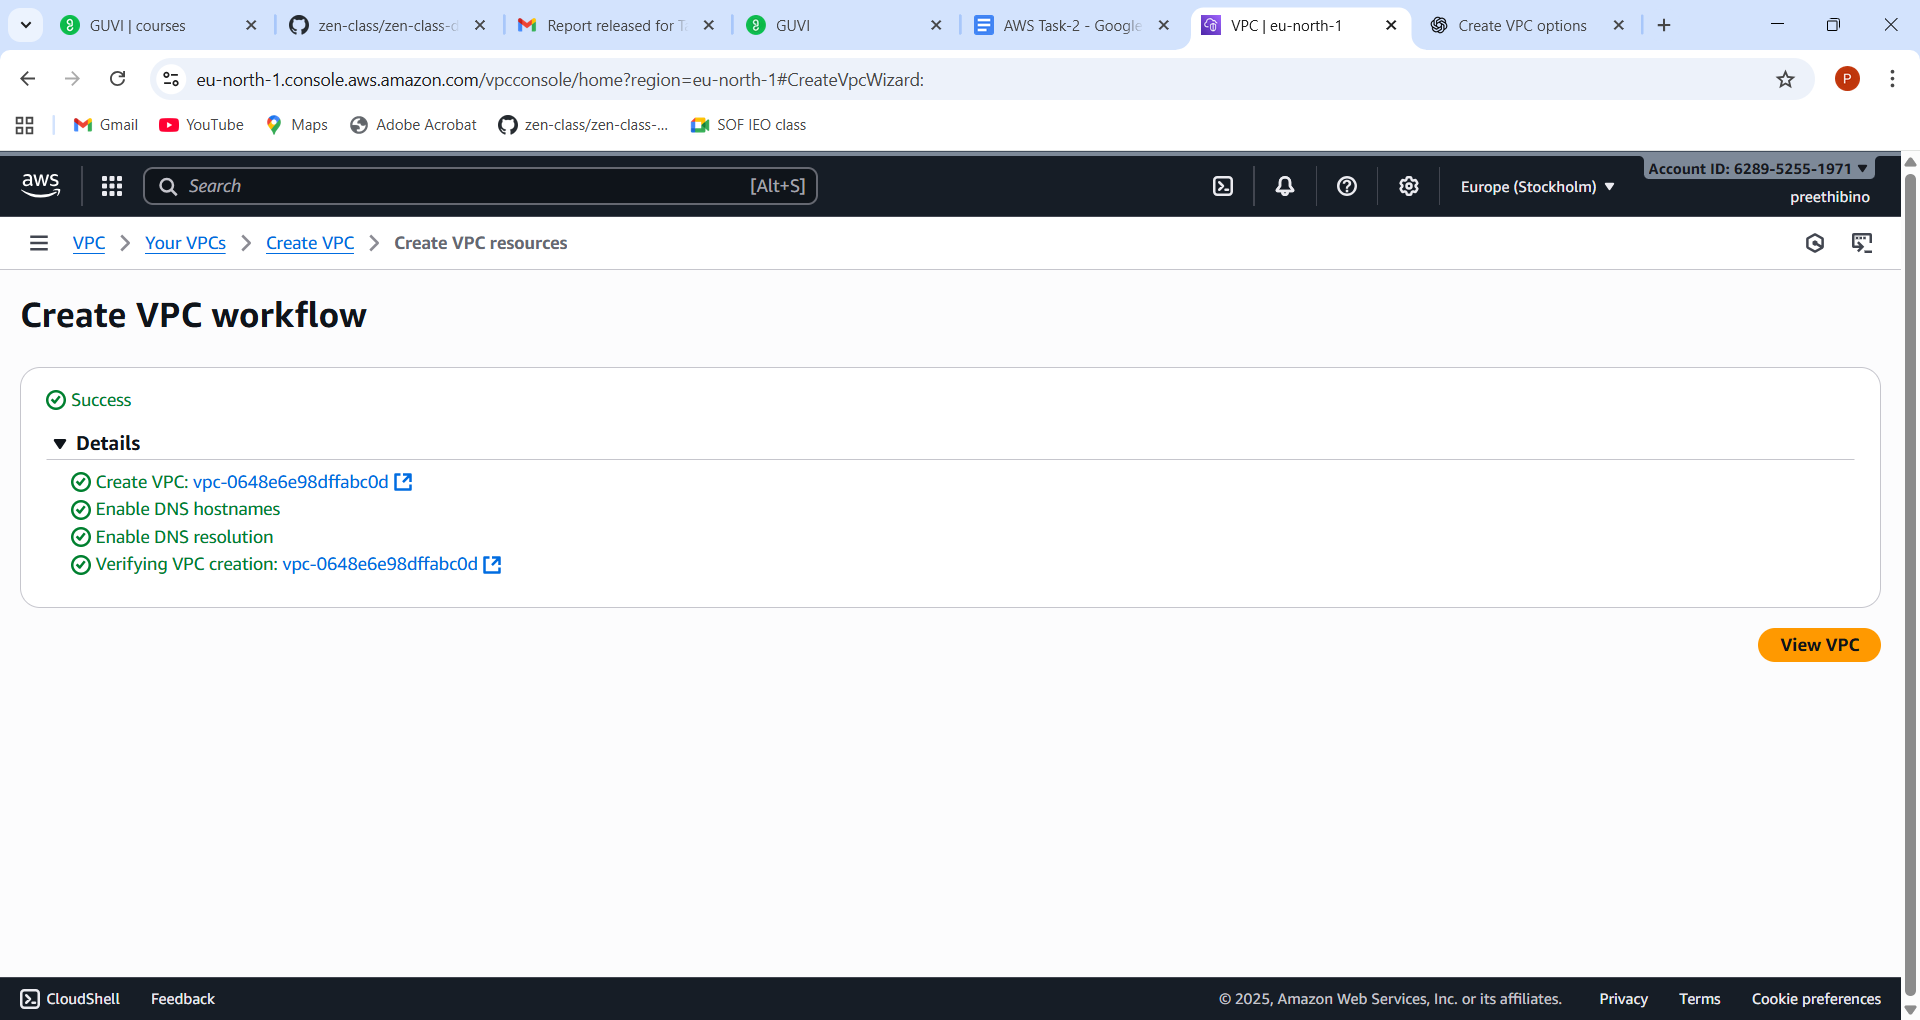 GUVI | courses
zen-class/zen-class-d
Report released for Ta
GUVI
AWS Task-2 - Google
VPC | eu-north-1
Create VPC options
eu-north-1.console.aws.amazon.com/vpcconsole/home?region=eu-north-1#CreateVpcWizard:
P
Gmail
YouTube
Maps
Adobe Acrobat
zen-class/zen-class-...
SOF IEO class
aws
Search
[Alt+S]
Europe (Stockholm)
Account ID: 6289-5255-1971
preethibino
VPC
Your VPCs
Create VPC
Create VPC resources
Create VPC workflow
Success
Details
Create VPC: vpc-0648e6e98dffabc0d
Enable DNS hostnames
Enable DNS resolution
Verifying VPC creation: vpc-0648e6e98dffabc0d
View VPC
CloudShell
Feedback
© 2025, Amazon Web Services, Inc. or its affiliates.
Privacy
Terms
Cookie preferences